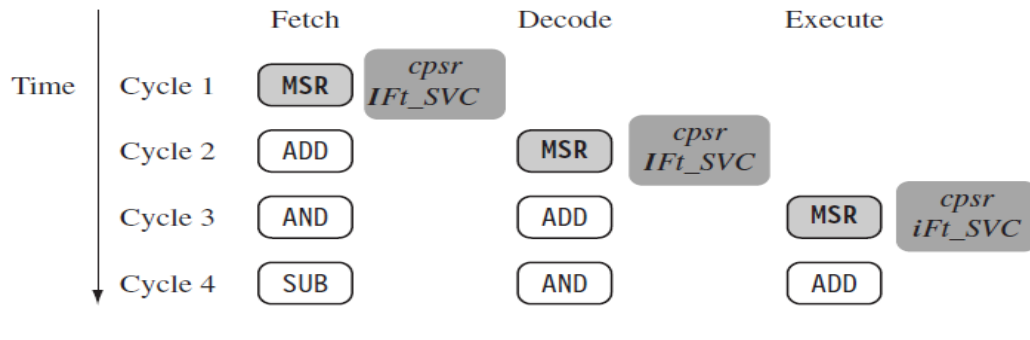 Fetch Decode Execute
Time Cycle 1 MSR cpsr
IFt_SVC
Cycle 2 ADD MSR cpsr
IFt_SVC
Cycle 3 AND ADD MSR cpsr
iFt_SVC
Cycle 4 SUB AND ADD